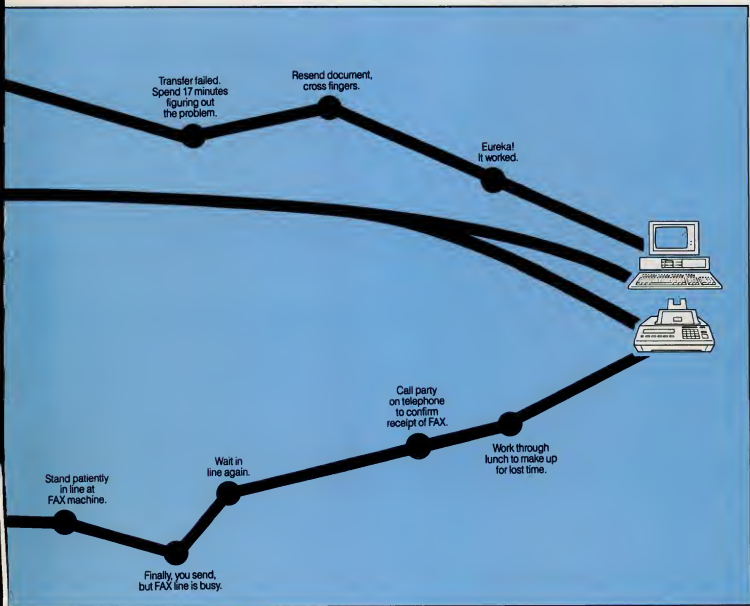 Transfer failed.
Spend 17 minutes
figuring out
the problem.
Resend document,
cross fingers.
Eureka!
It worked.
Call party
on telephone
to confirm
receipt of FAX.
Work through
lunch to make up
for lost time.
Wait in
line again.
Stand patiently
in line at
FAX machine.
Finally, you send,
but FAX line is busy.